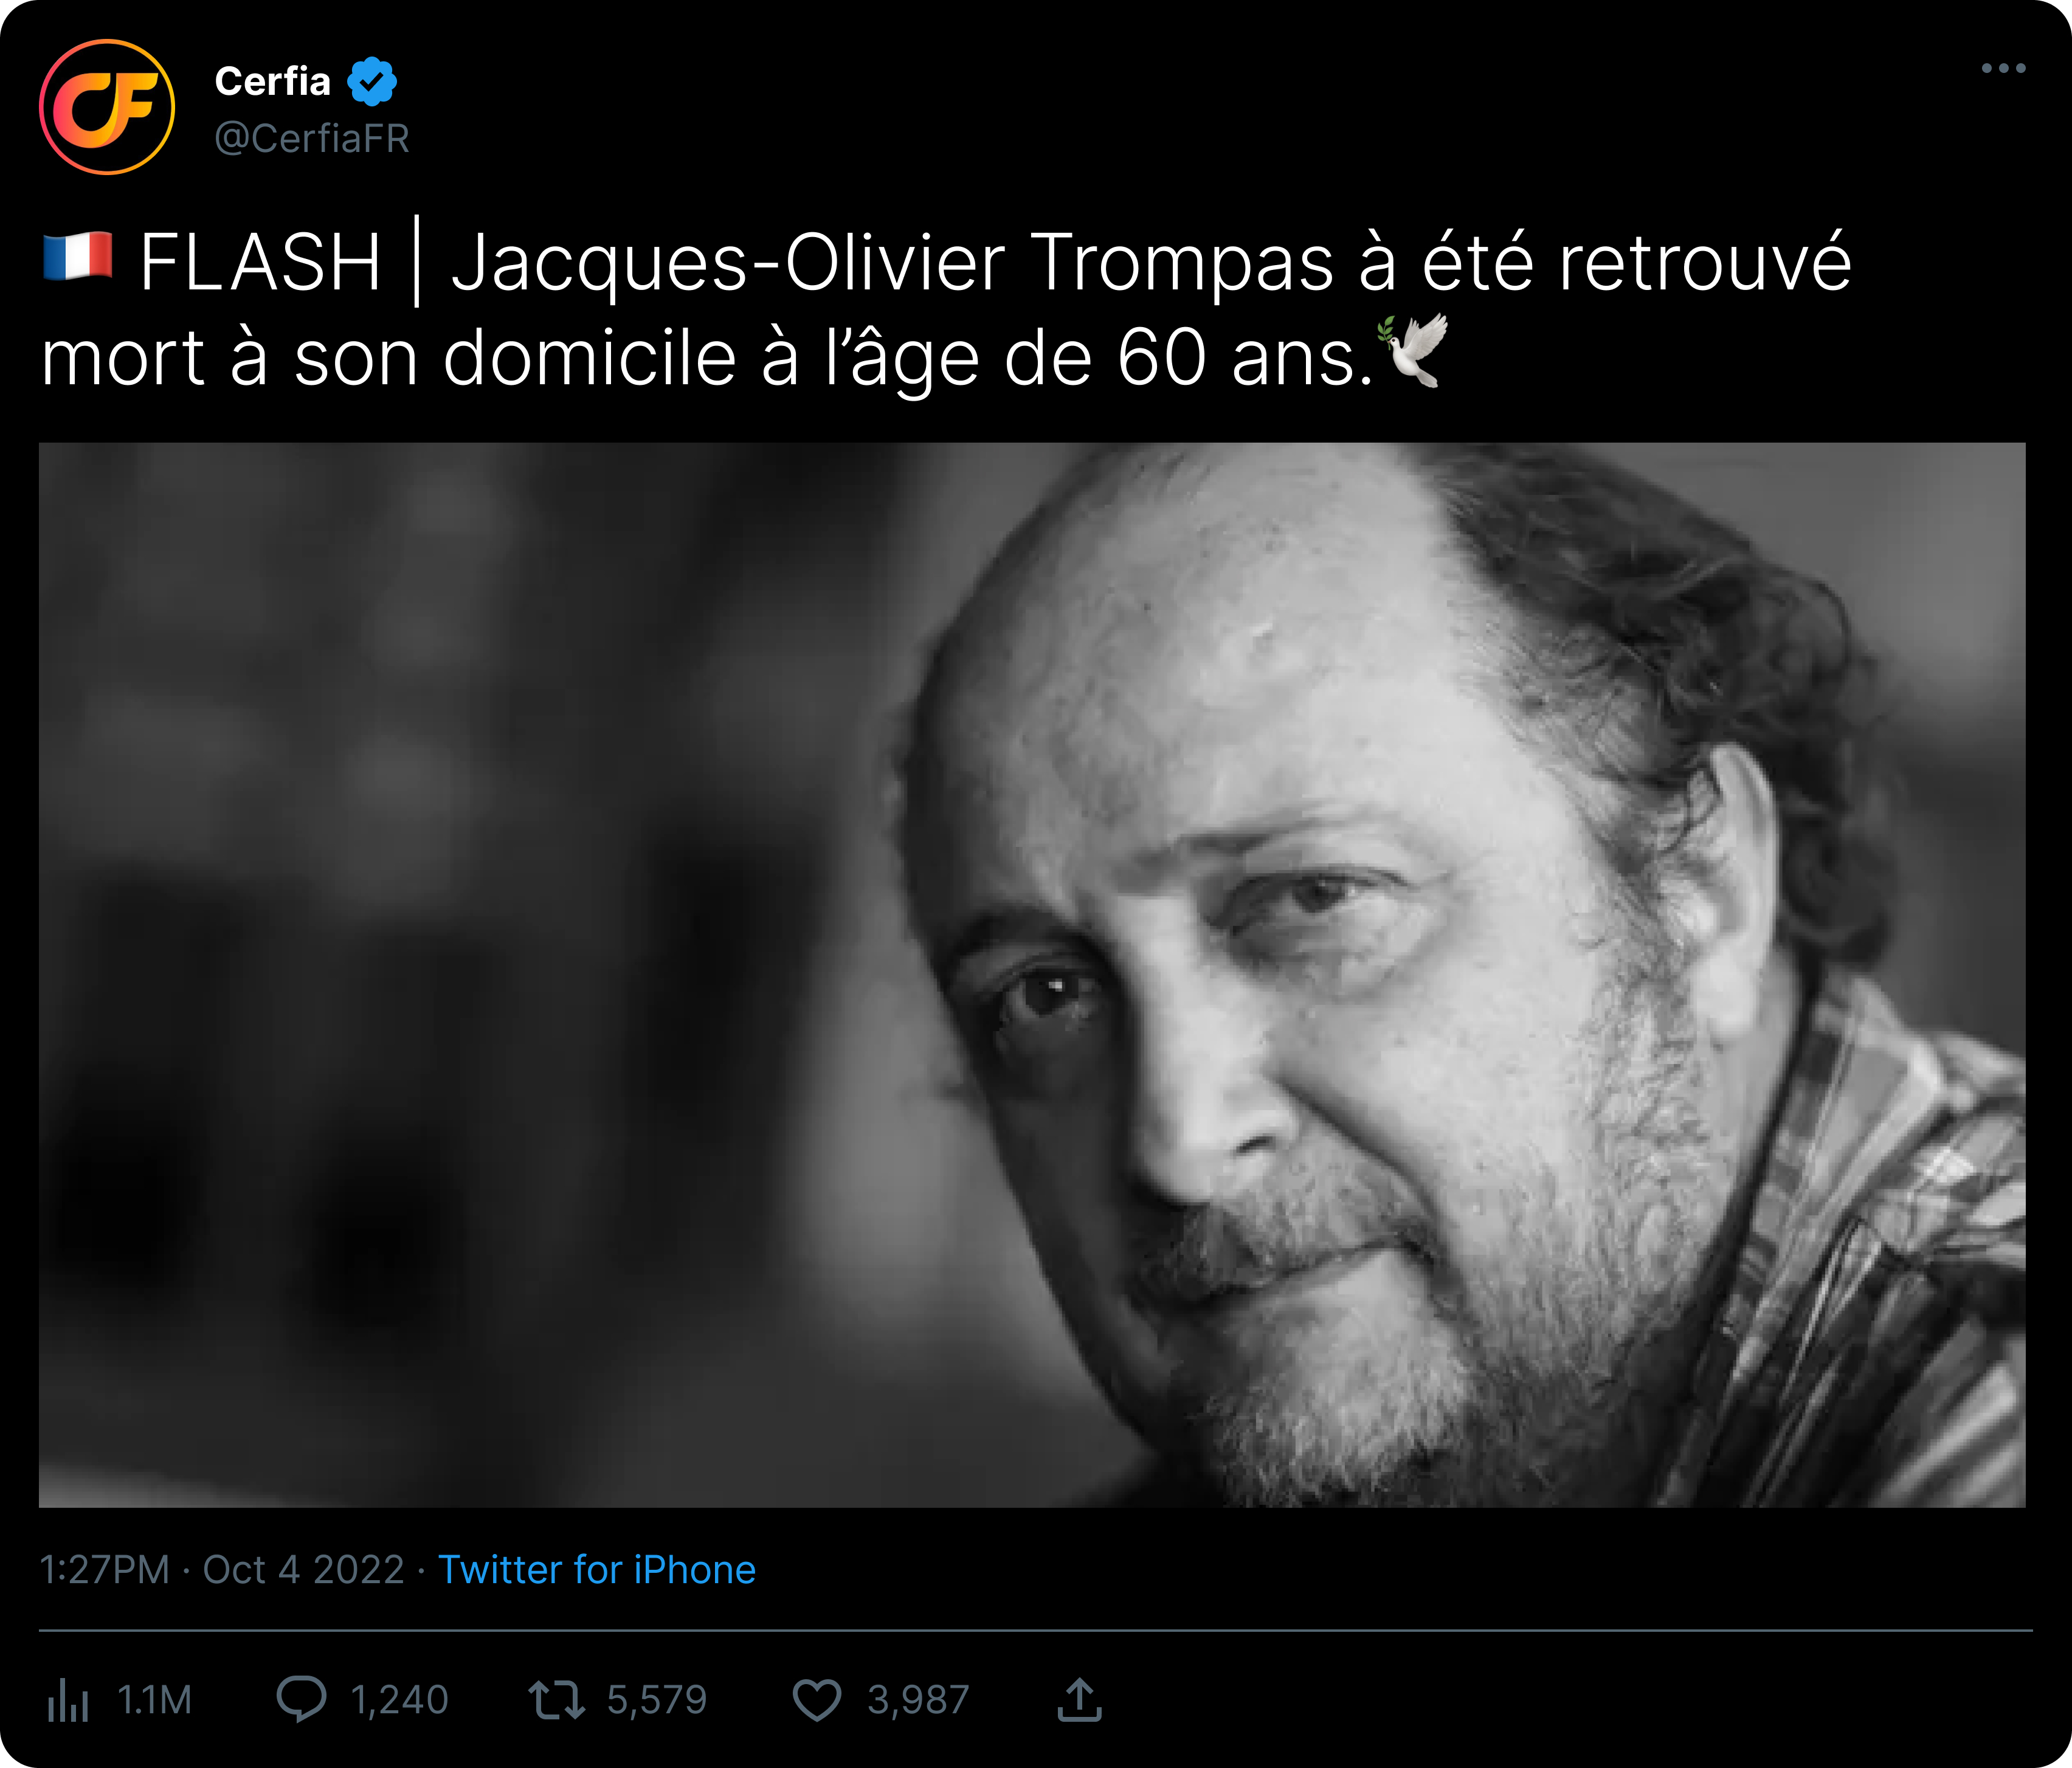 Cerfia
@CerfiaFR
🇫🇷 FLASH | Jacques-Olivier Trompas à été retrouvé
mort à son domicile à l’âge de 60 ans.🕊️
1:27PM · Oct 4 2022 · Twitter for iPhone
1.1M 1,240 5,579 3,987